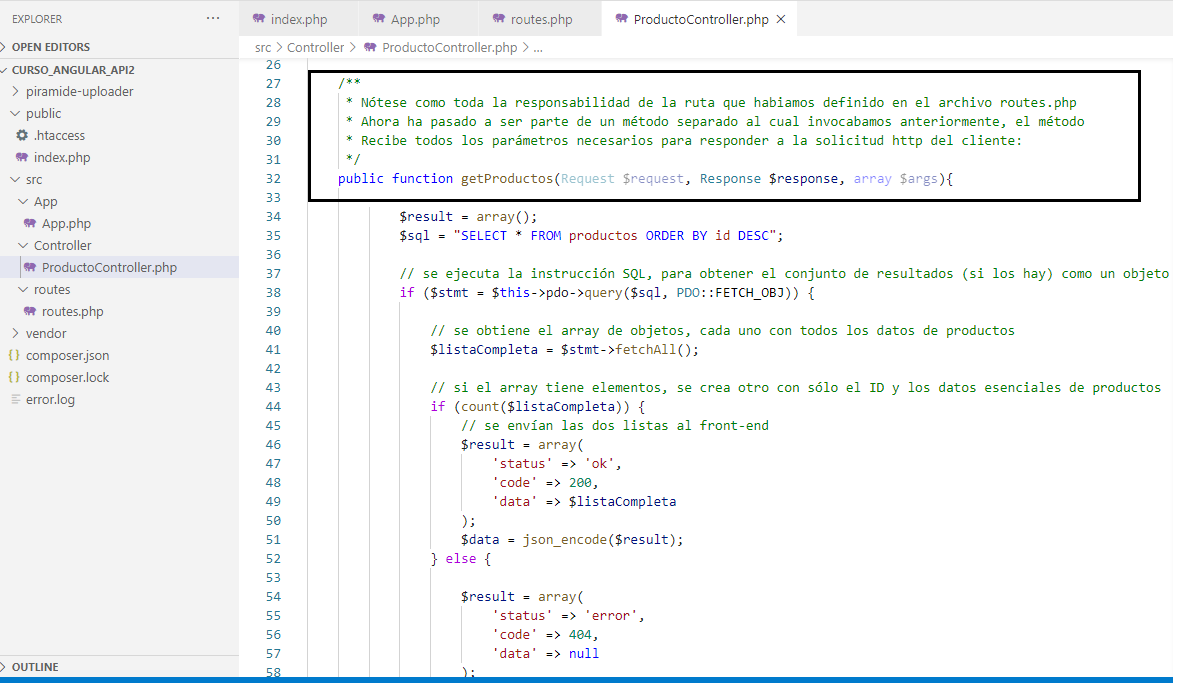 EXPLORER
···
index.php
App.php
routes.php
ProductoController.php ×
OPEN EDITORS
src > Controller > ProductoController.php > ...
CURSO_ANGULAR_API2
piramide-uploader
public
.htaccess
index.php
src
App
App.php
Controller
ProductoController.php
routes
routes.php
vendor
{} composer.json
{} composer.lock
error.log
OUTLINE
26
27 /**
28 * Nótese como toda la responsabilidad de la ruta que habiamos definido en el archivo routes.php
29 * Ahora ha pasado a ser parte de un método separado al cual invocabamos anteriormente, el método
30 * Recibe todos los parámetros necesarios para responder a la solicitud http del cliente:
31 */
32 public function getProductos(Request $request, Response $response, array $args){
33
34 $result = array();
35 $sql = "SELECT * FROM productos ORDER BY id DESC";
36
37 // se ejecuta la instrucción SQL, para obtener el conjunto de resultados (si los hay) como un objeto
38 if ($stmt = $this->pdo->query($sql, PDO::FETCH_OBJ)) {
39
40 // se obtiene el array de objetos, cada uno con todos los datos de productos
41 $listaCompleta = $stmt->fetchAll();
42
43 // si el array tiene elementos, se crea otro con sólo el ID y los datos esenciales de productos
44 if (count($listaCompleta)) {
45 // se envían las dos listas al front-end
46 $result = array(
47 'status' => 'ok',
48 'code' => 200,
49 'data' => $listaCompleta
50 );
51 $data = json_encode($result);
52 } else {
53
54 $result = array(
55 'status' => 'error',
56 'code' => 404,
57 'data' => null
58 );